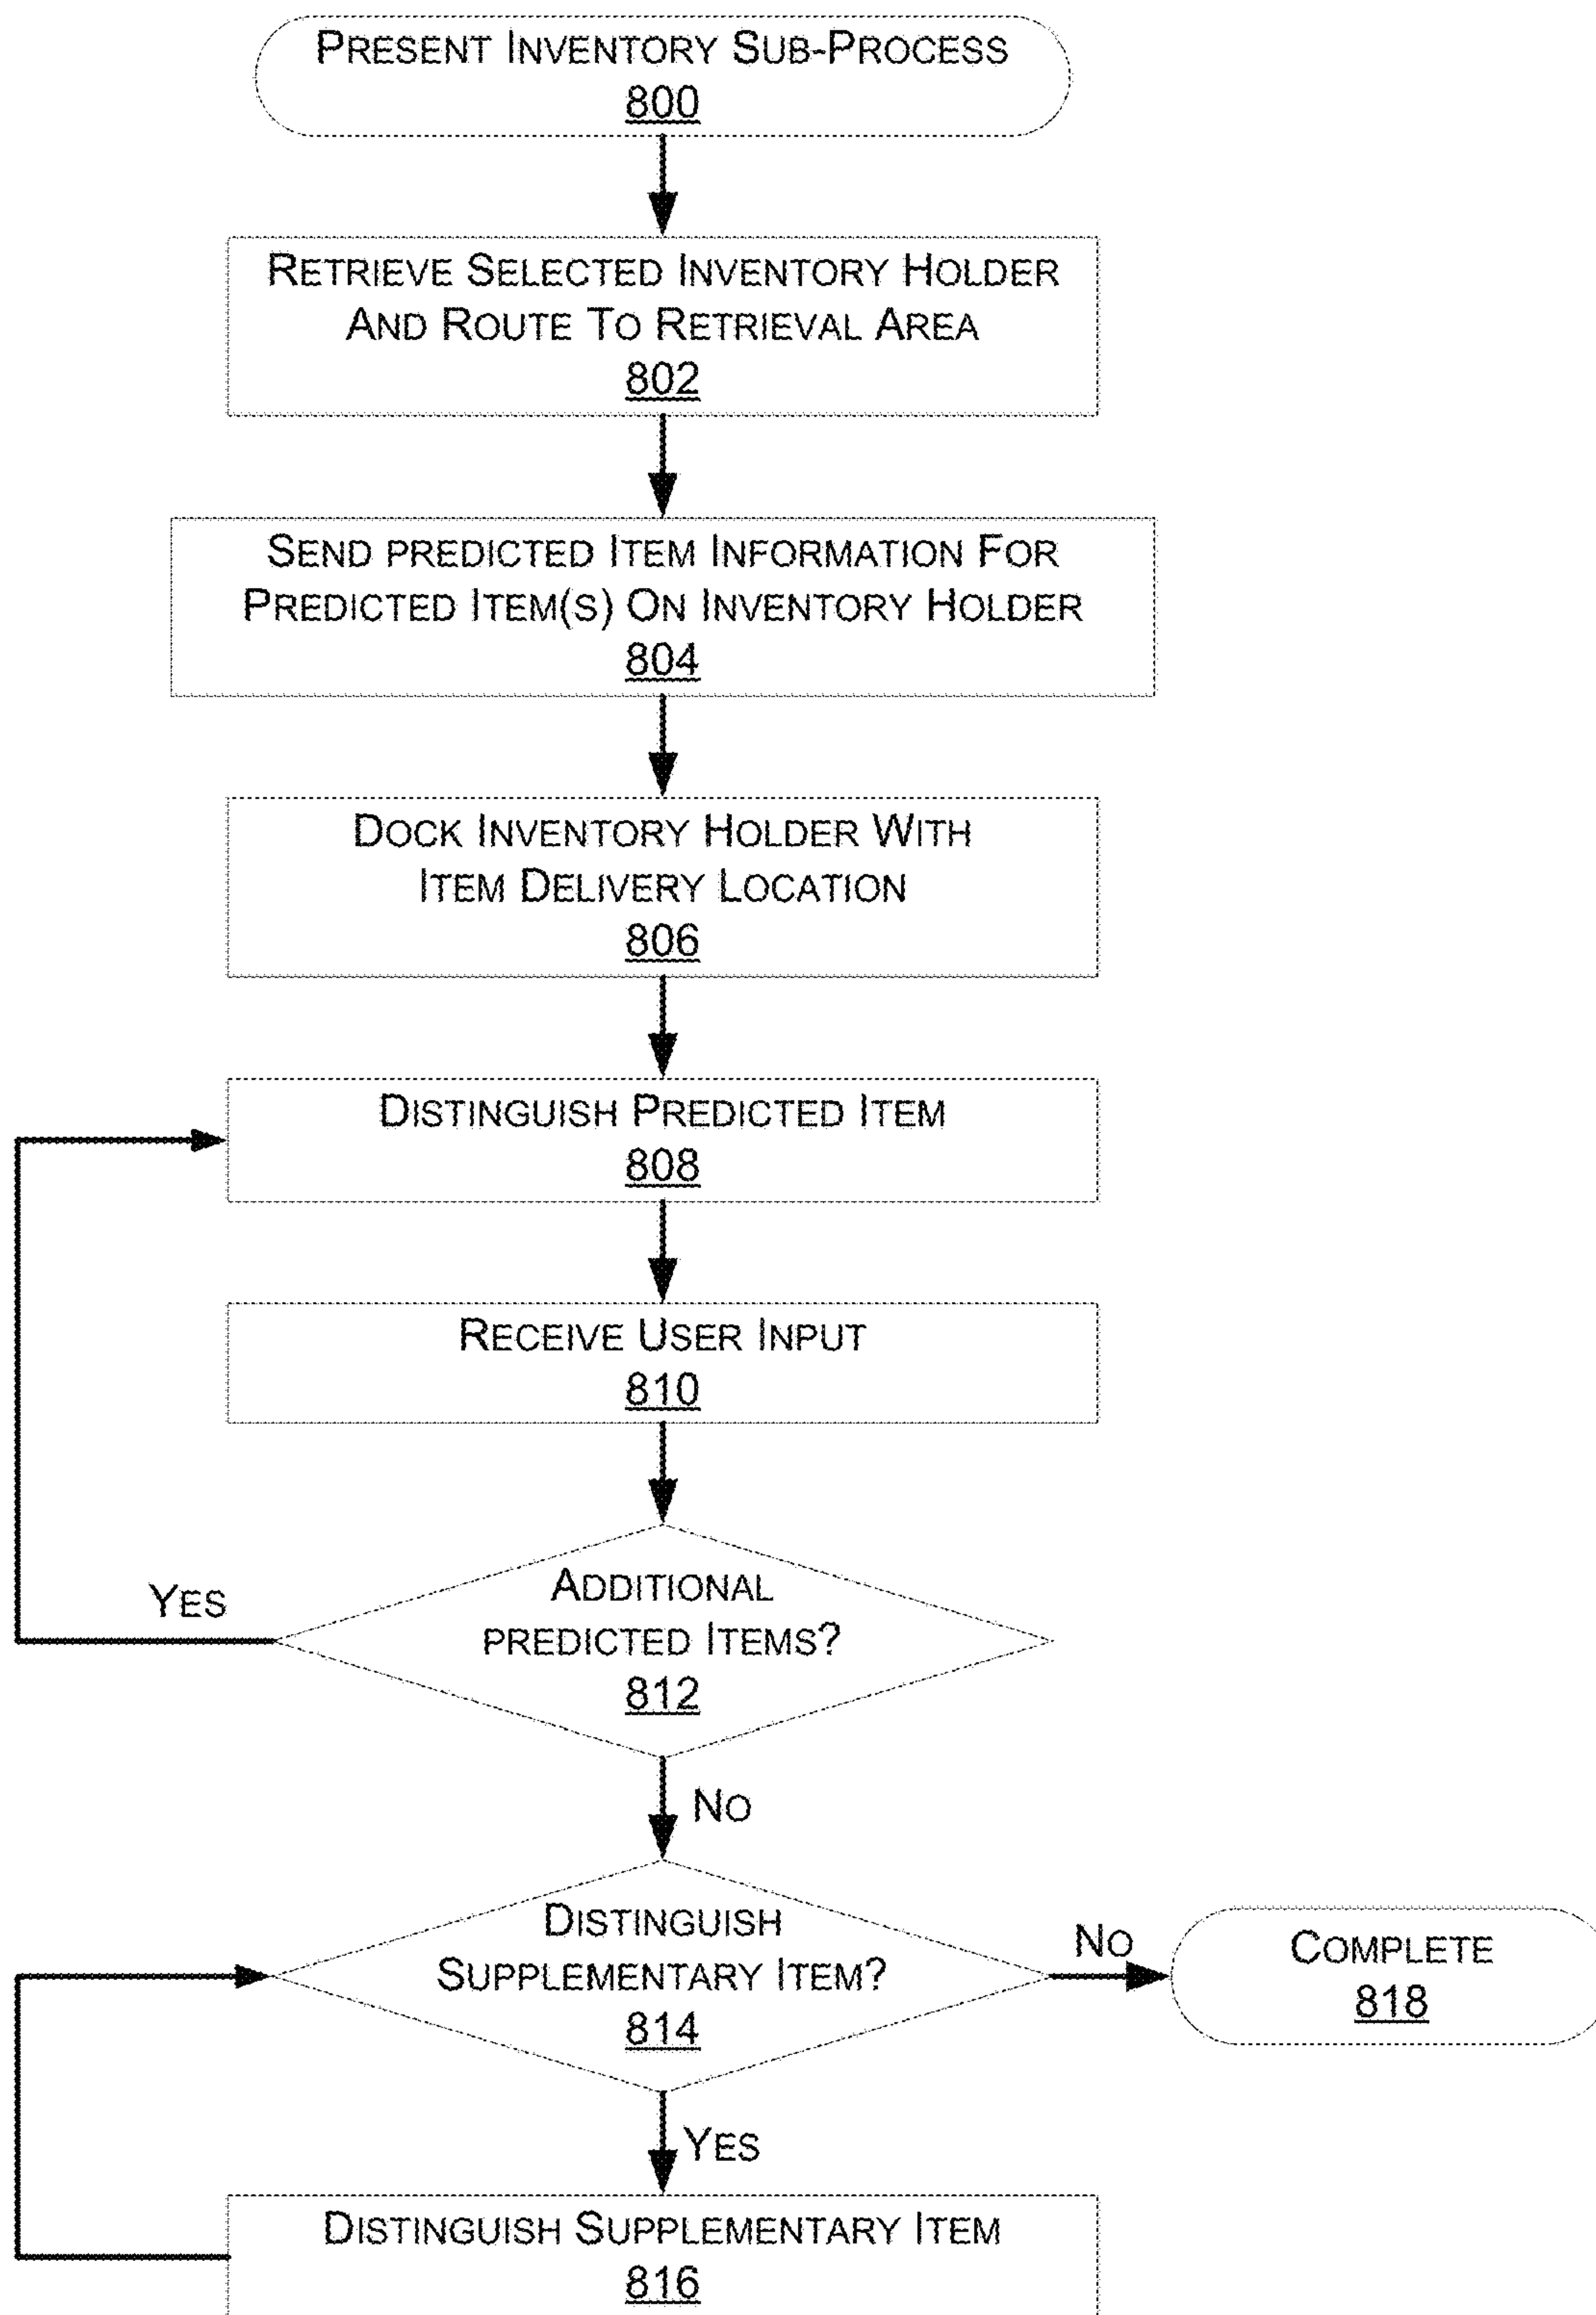 PRESENT INVENTORY SUB-PROCESS
800
RETRIEVE SELECTED INVENTORY HOLDER
AND ROUTE TO RETRIEVAL AREA
802
SEND PREDICTED ITEM INFORMATION FOR
PREDICTED ITEM(S) ON INVENTORY HOLDER
804
DOCK INVENTORY HOLDER WITH
ITEM DELIVERY LOCATION
806
DISTINGUISH PREDICTED ITEM
808
RECEIVE USER INPUT
810
YES
ADDITIONAL
PREDICTED ITEMS?
812
NO
DISTINGUISH
SUPPLEMENTARY ITEM?
814
NO
COMPLETE
818
YES
DISTINGUISH SUPPLEMENTARY ITEM
816